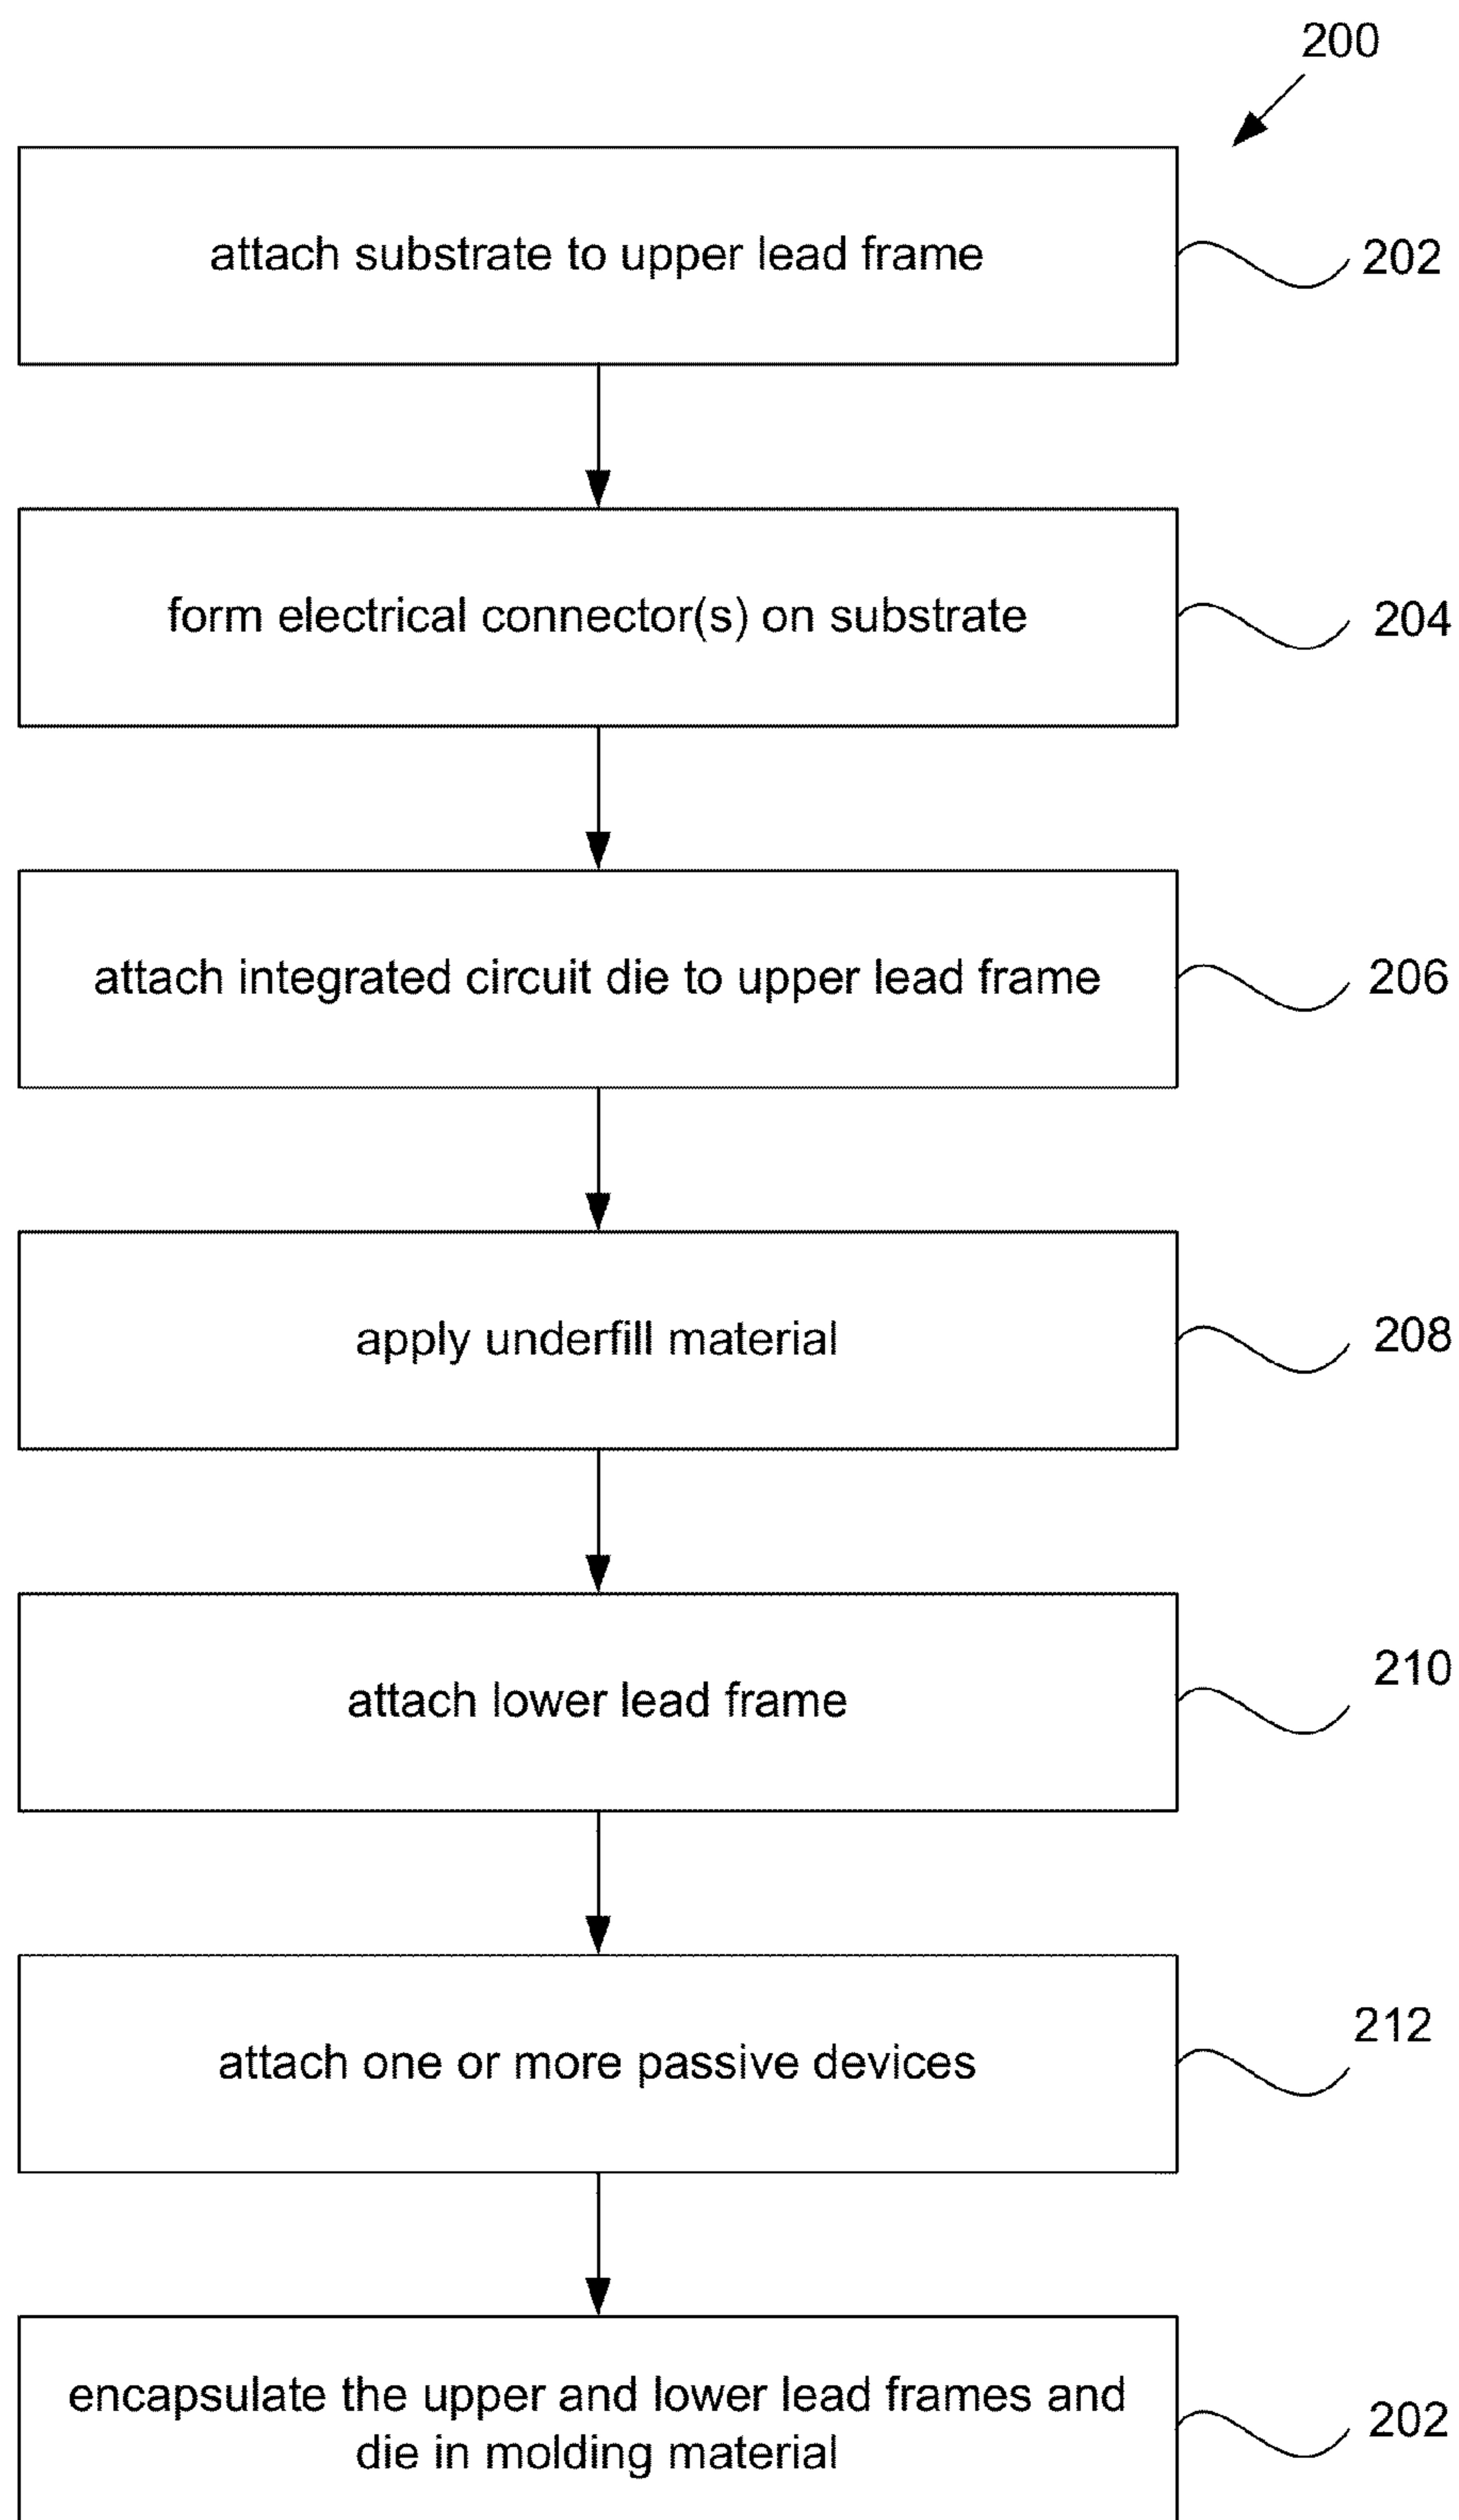 200
attach substrate to upper lead frame
202
form electrical connector(s) on substrate
204
attach integrated circuit die to upper lead frame
206
apply underfill material
208
attach lower lead frame
210
attach one or more passive devices
212
encapsulate the upper and lower lead frames and
die in molding material
202